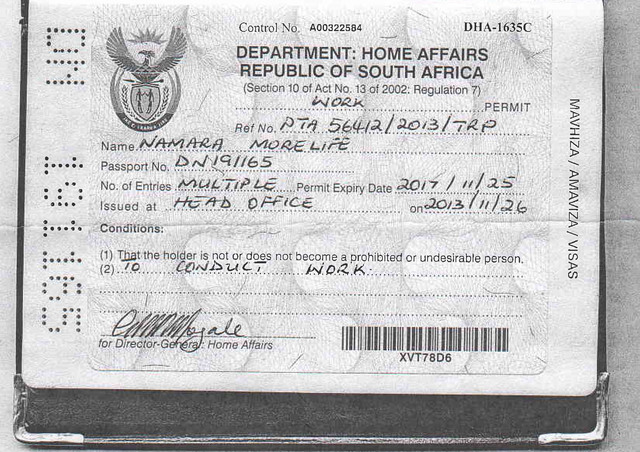 Control No. A00322584 DHA-1635C
DEPARTMENT: HOME AFFAIRS
REPUBLIC OF SOUTH AFRICA
(Section 10 of Act No. 13 of 2002: Regulation 7)
WORK PERMIT
Ref No. PTA 56412/2013/TRP
Name. NAMARA MORELIFE
Passport No. DN191165
No. of Entries MULTIPLE Permit Expiry Date 2017/11/25
Issued at HEAD OFFICE on 2013/11/26
Conditions:
(1) That the holder is not or does not become a prohibited or undesirable person.
(2) TO CONDUCT WORK.
for Director-General: Home Affairs
XVT78D6
MAVHIZA / AMAVIZA / VISAS
DN 191165